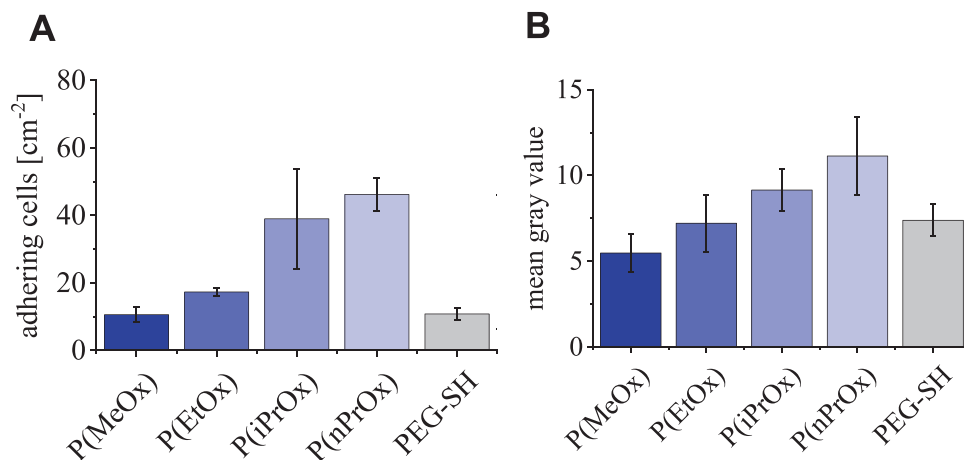 A
adhering cells [cm-2]
80
60
40
20
0
P(MeOx)
P(EtOx)
P(iPrOx)
P(nPrOx)
PEG-SH
B
mean gray value
15
10
5
0
P(MeOx)
P(EtOx)
P(iPrOx)
P(nPrOx)
PEG-SH